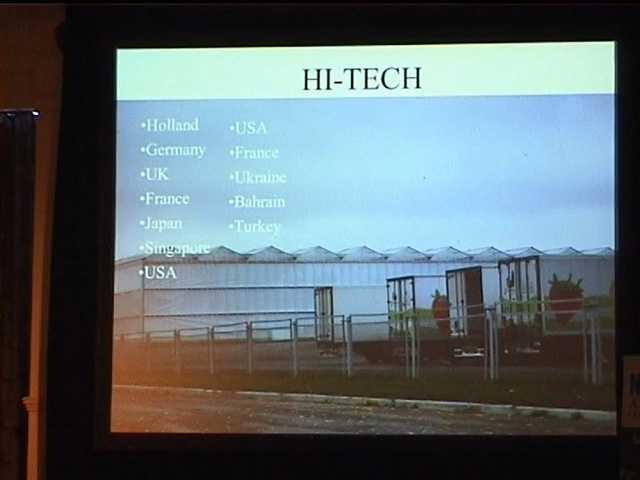 HI-TECH
•Holland
•Germany
•UK
•France
•Japan
•Singapore
•USA
•USA
•France
•Ukraine
•Bahrain
•Turkey